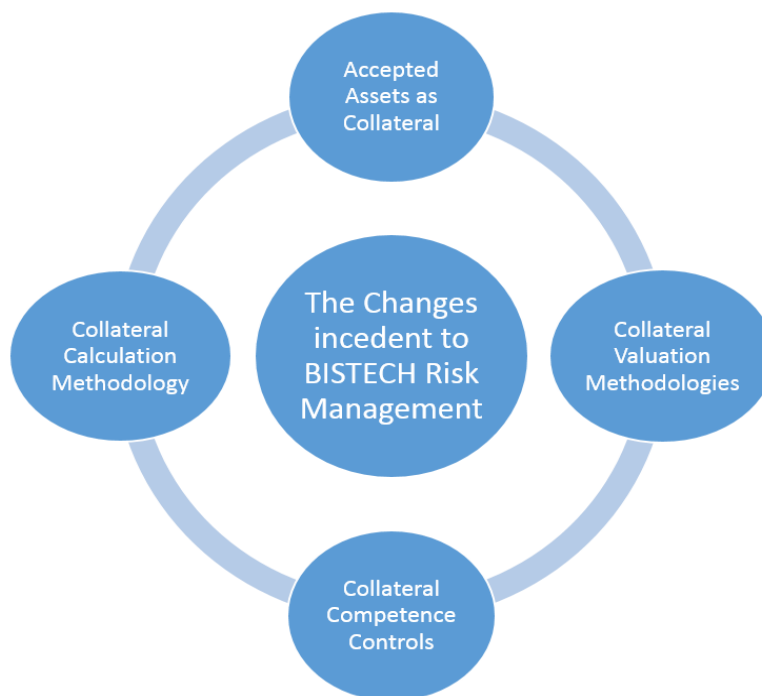 Accepted
Assets as
Collateral
The Changes
incedent to
BISTECH Risk
Management
Collateral
Calculation
Methodology
Collateral
Valuation
Methodologies
Collateral
Competence
Controls